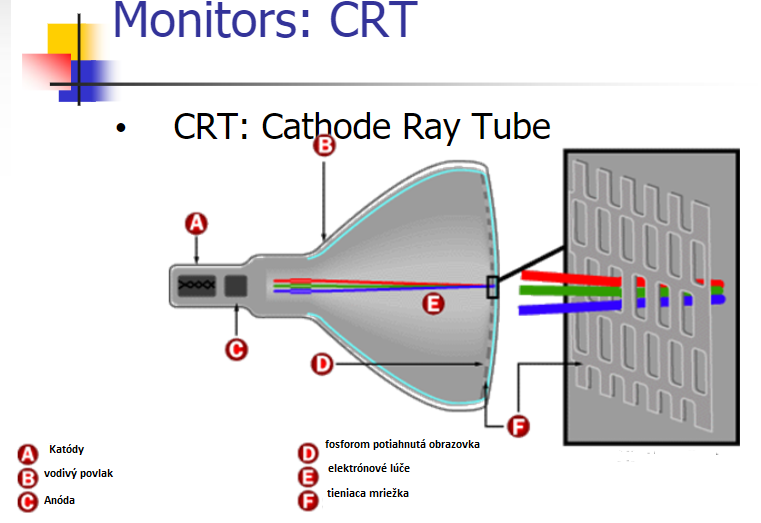 Monitors: CRT
• CRT: Cathode Ray Tube
B
A
E
C
D
F
A Katódy
B vodivý povlak
C Anóda
D fosforom potiahnutá obrazovka
E elektrónové lúče
F tieniaca mriežka